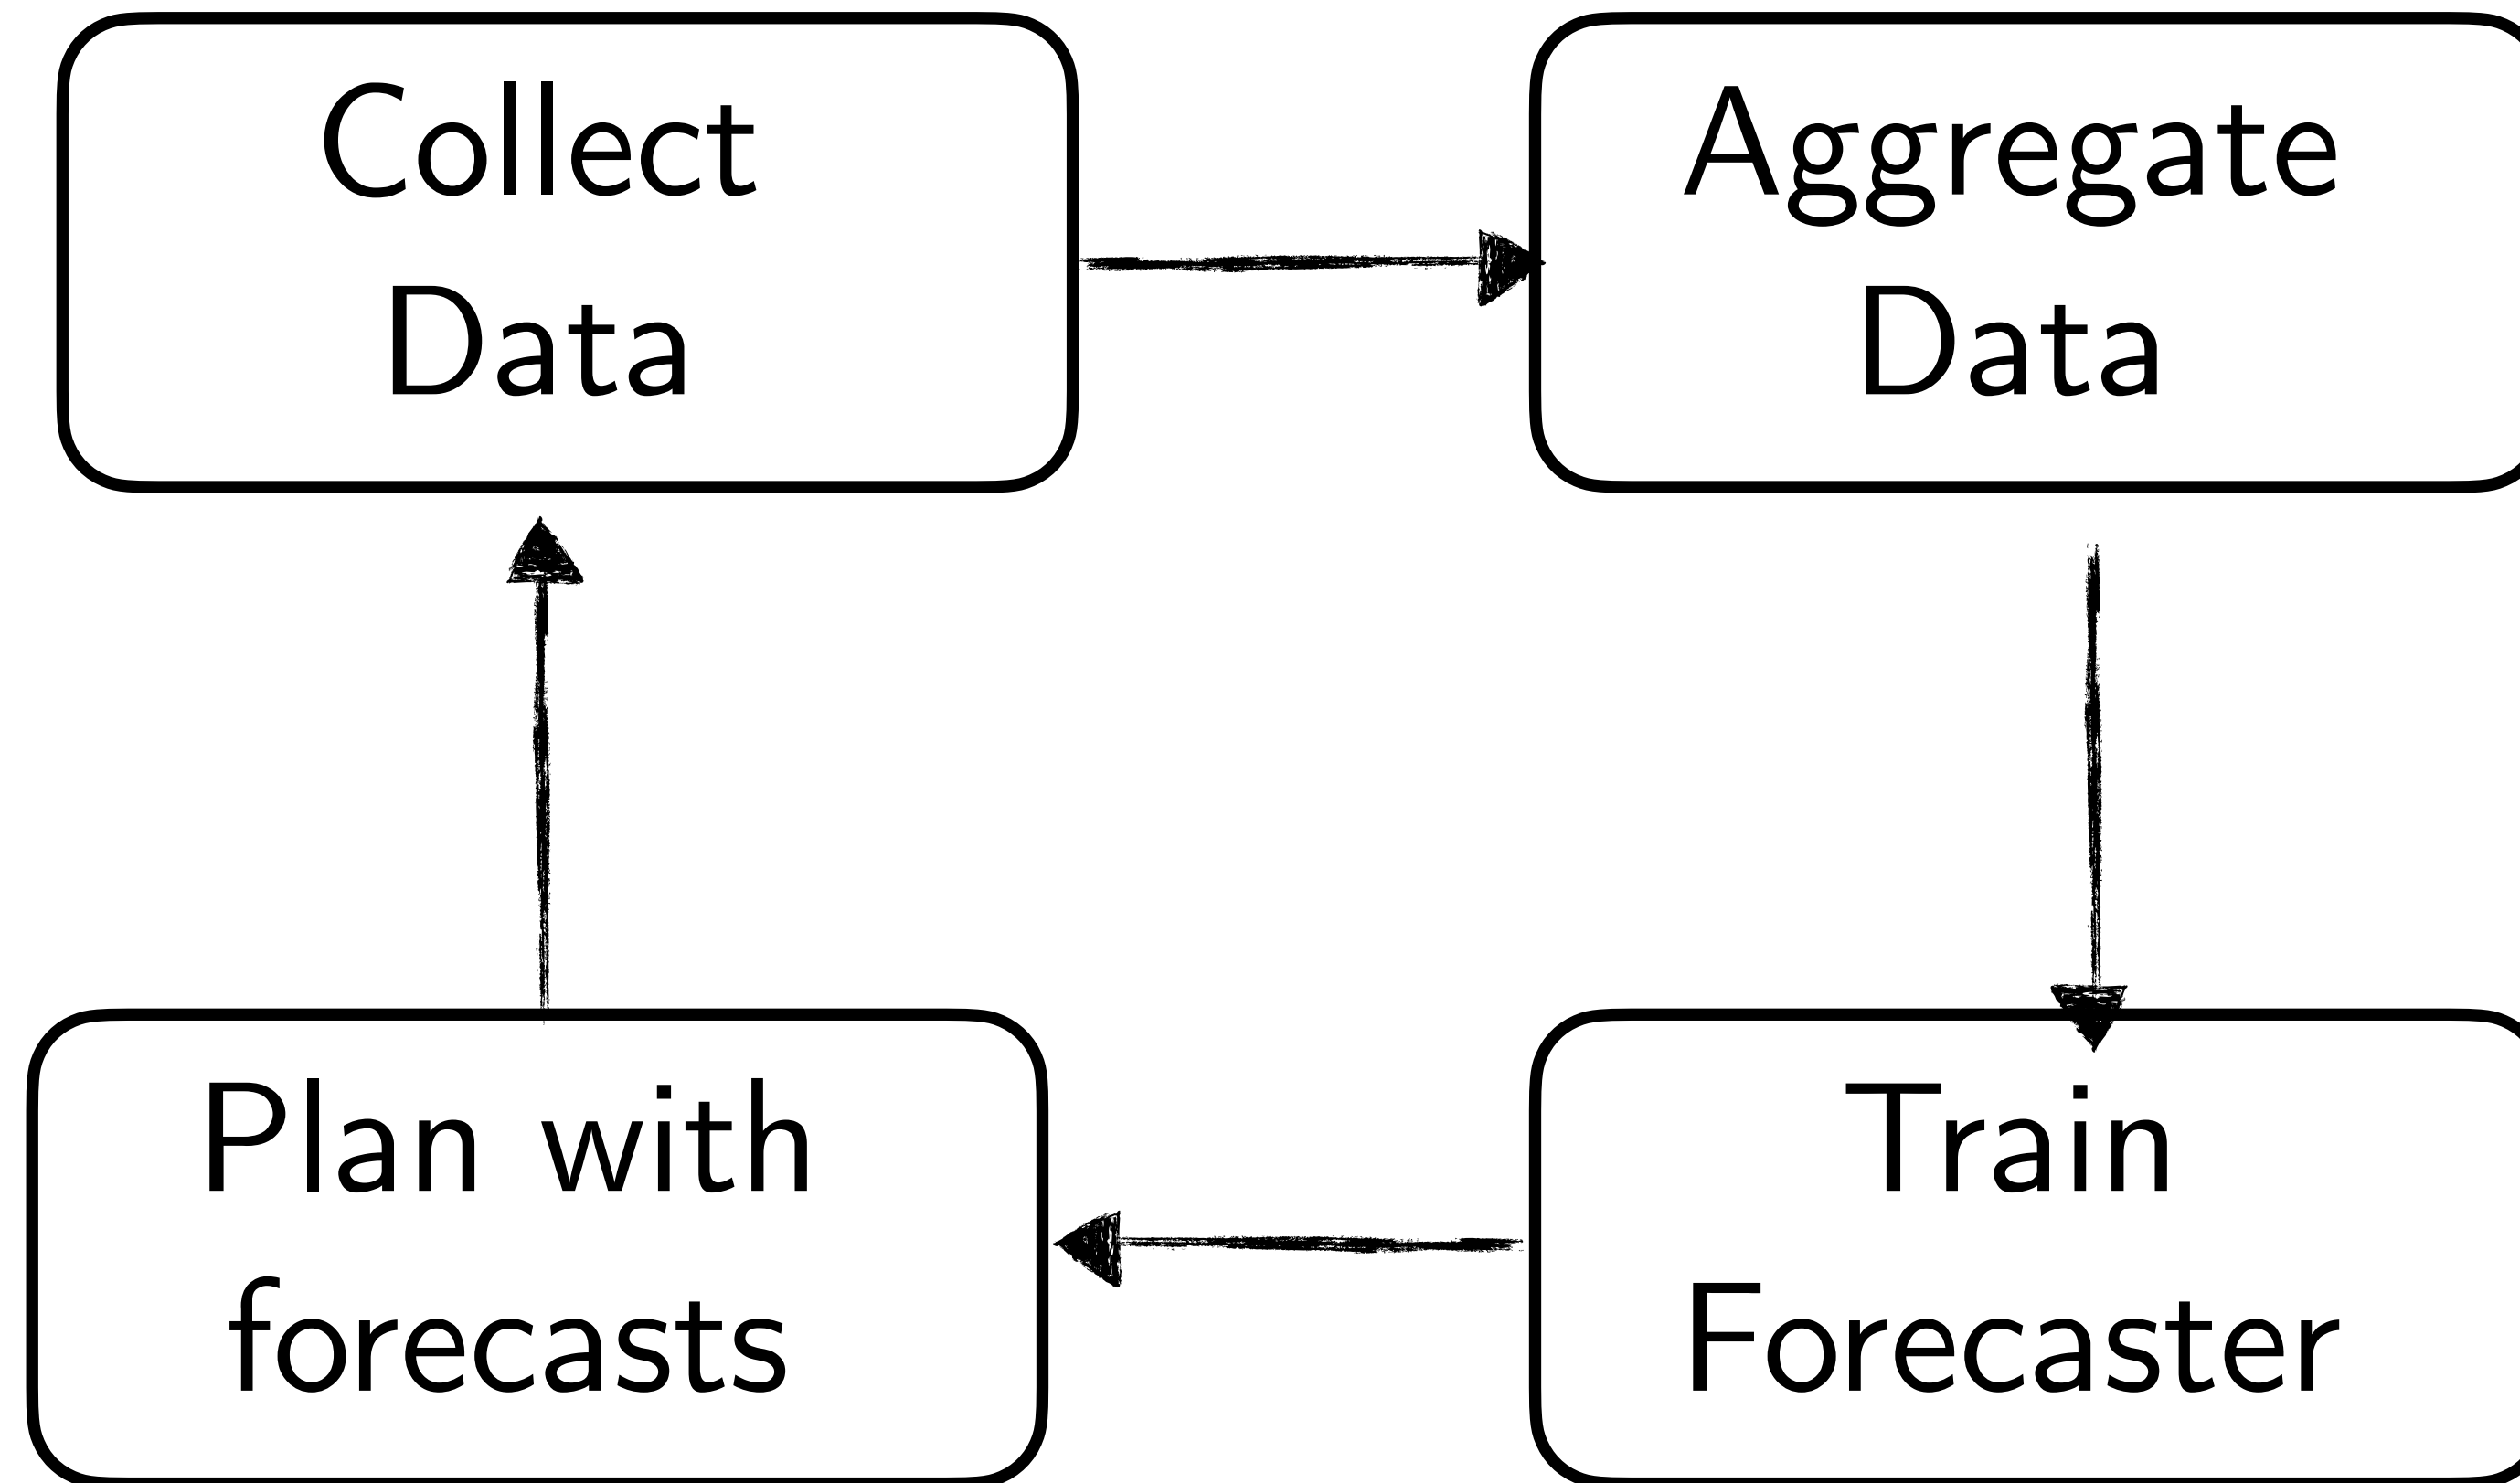 Collect
Data
Aggregate
Data
Plan with
forecasts
Train
Forecaster